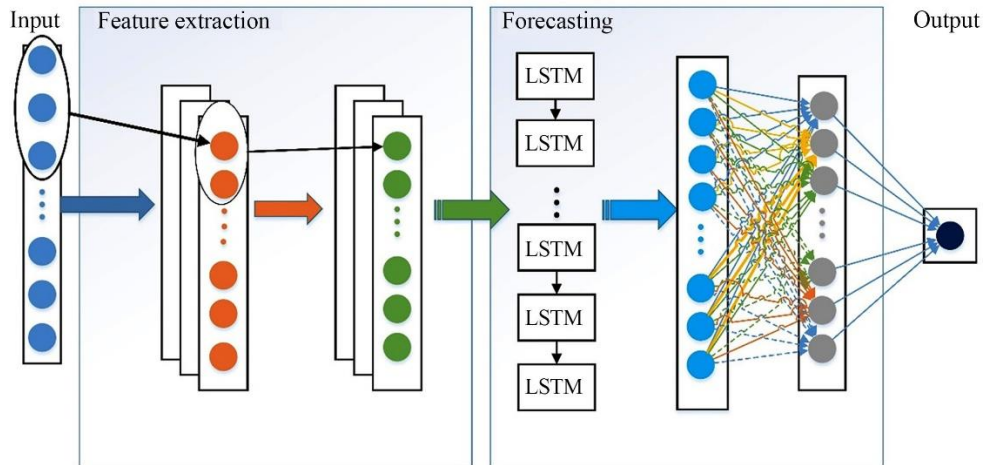 Input
Feature extraction
Forecasting
Output
LSTM
LSTM
LSTM
LSTM
LSTM